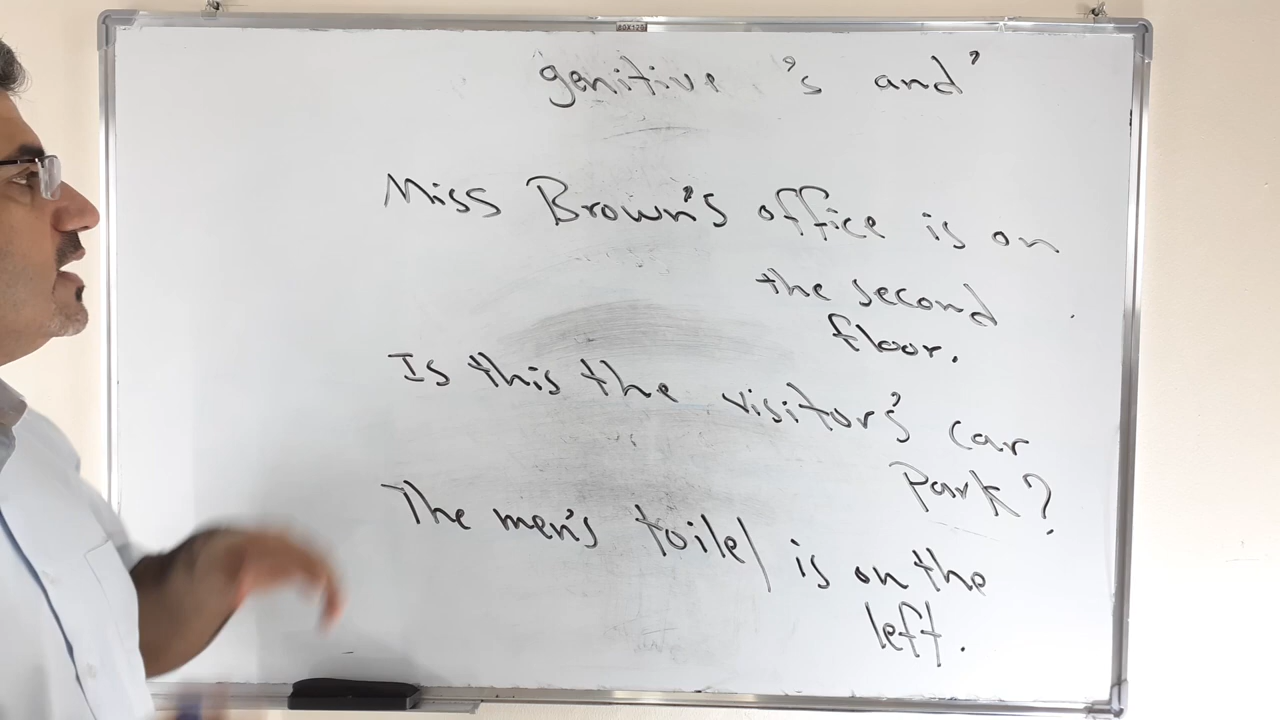 genitive 's and '
Miss Brown's office is on
the second
floor.
Is this the visitors' car
Park?
The men's toilet is on the
left.